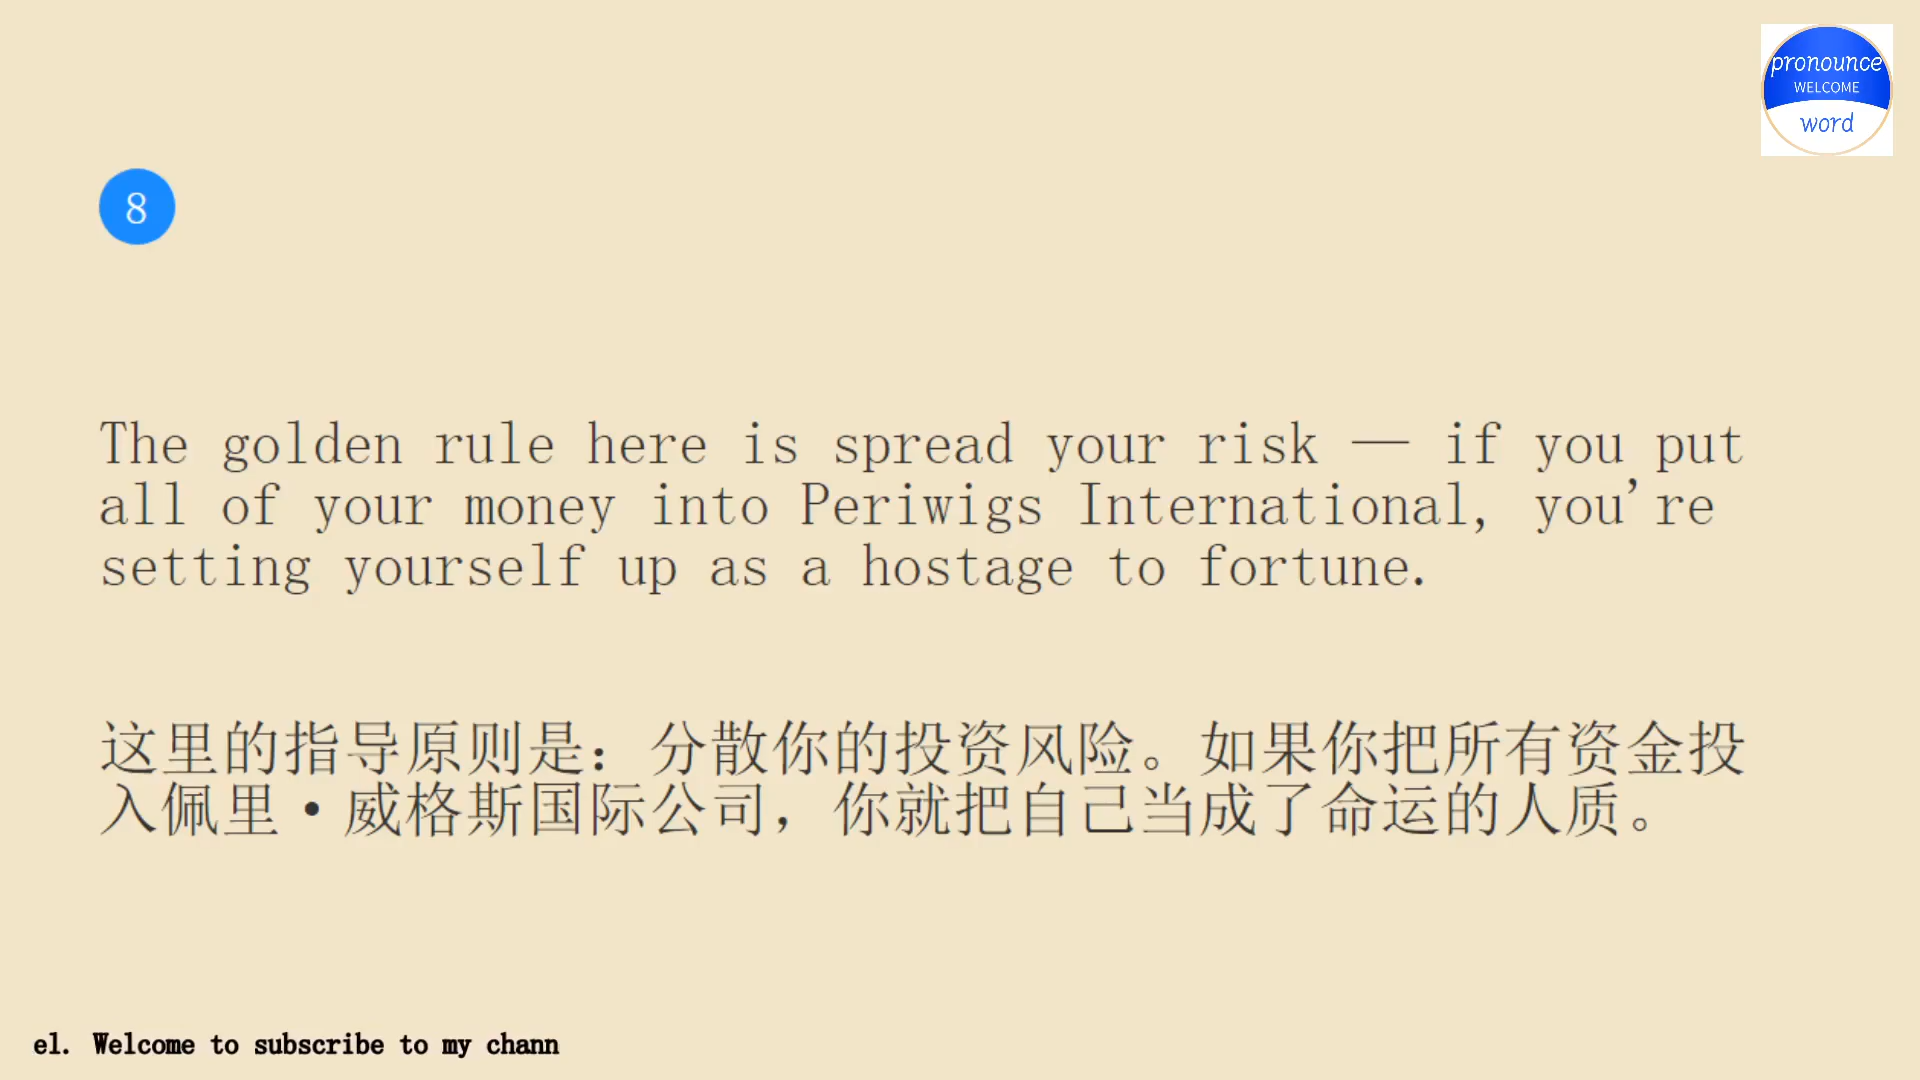 pronounce
WELCOME
word
8
The golden rule here is spread your risk — if you put
all of your money into Periwigs International, you're
setting yourself up as a hostage to fortune.
这里的指导原则是：分散你的投资风险。如果你把所有资金投
入佩里·威格斯国际公司，你就把自己当成了命运的人质。
el. Welcome to subscribe to my chann